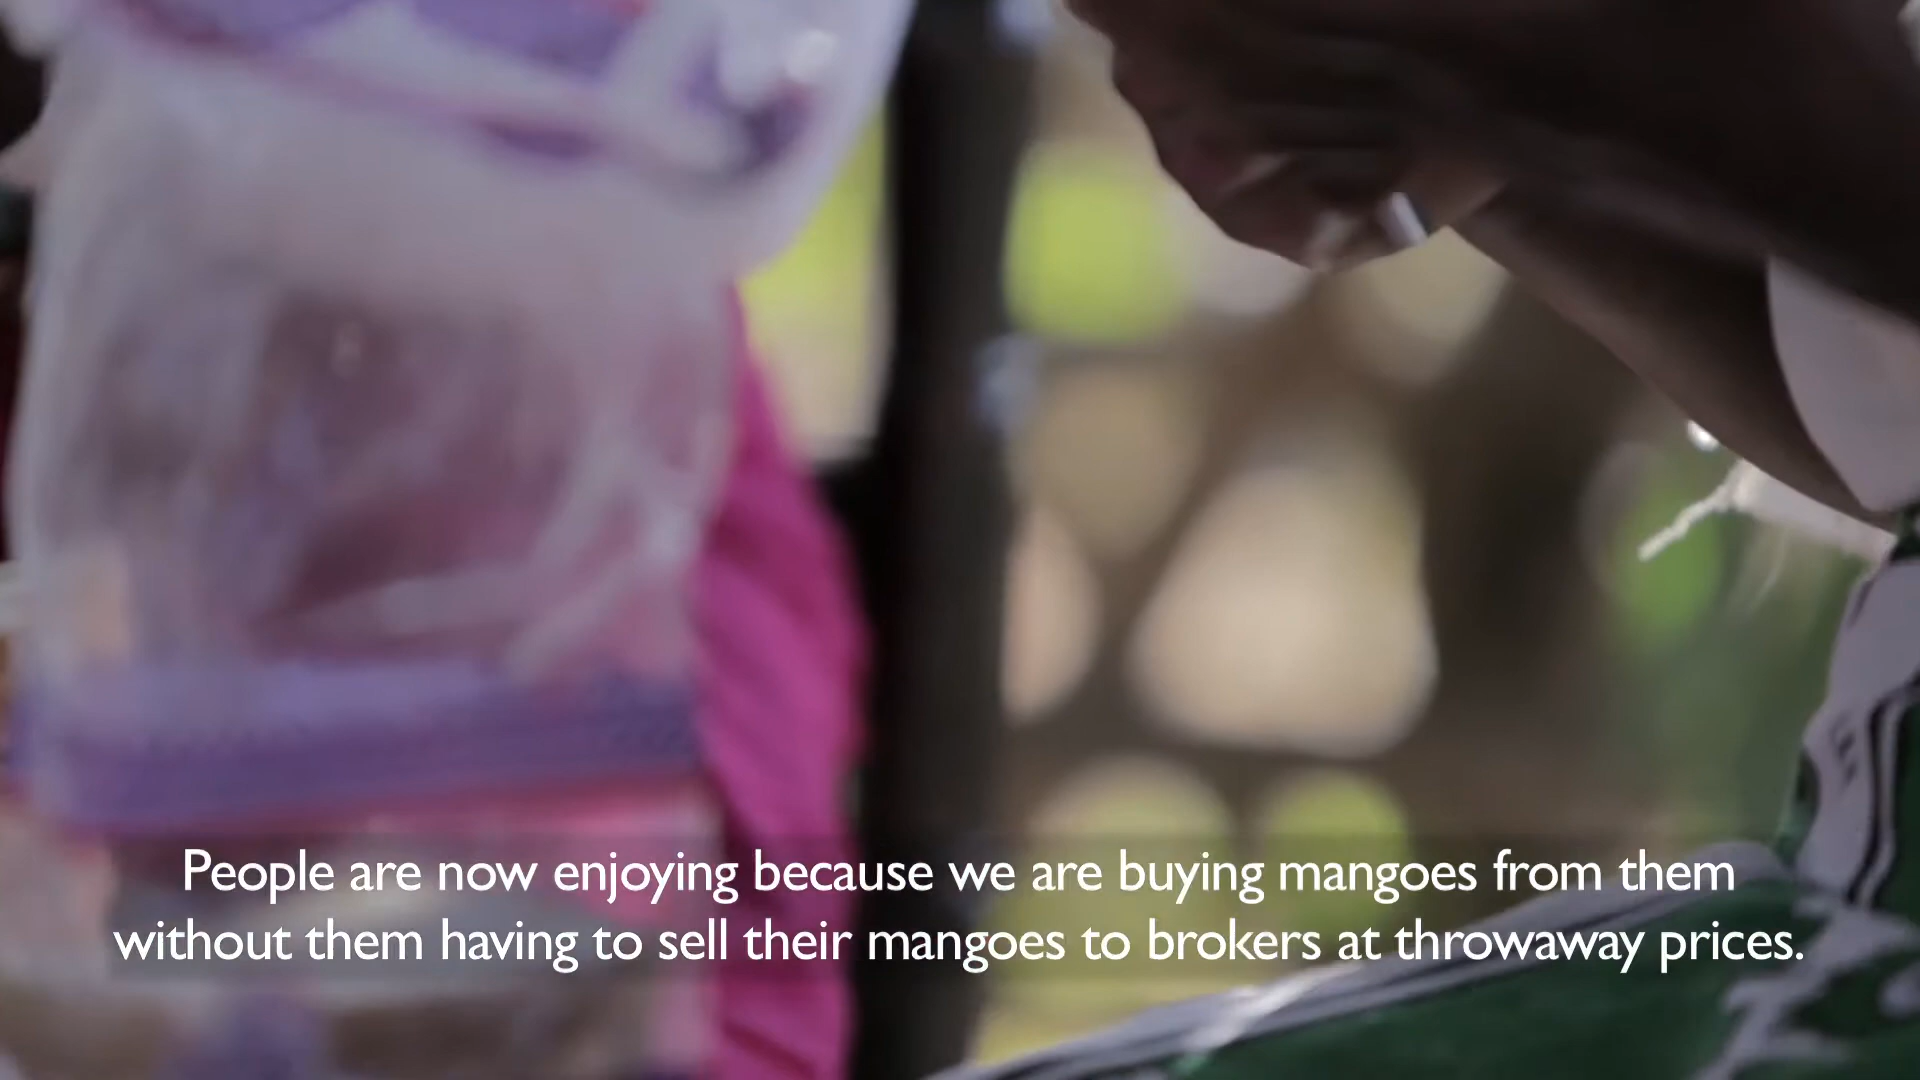 People are now enjoying because we are buying mangoes from them
without them having to sell their mangoes to brokers at throwaway prices.